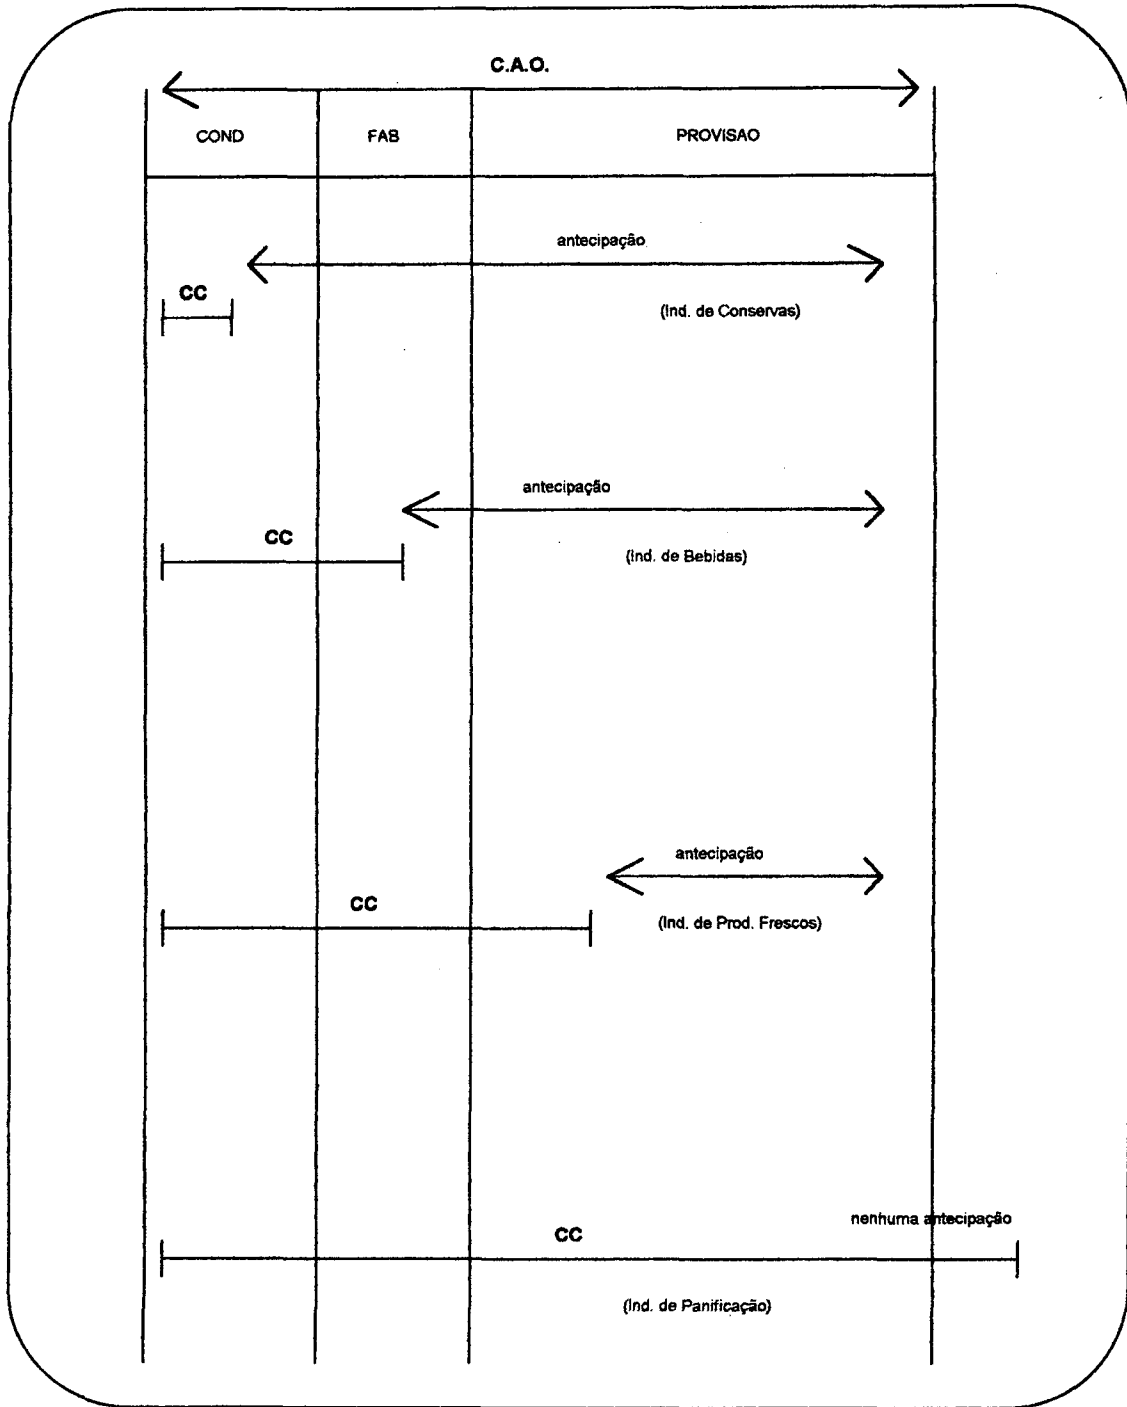 C.A.O.
COND FAB PROVISAO
antecipação
CC
(Ind. de Conservas)
antecipação
CC
(Ind. de Bebidas)
antecipação
CC
(Ind. de Prod. Frescos)
nenhuma antecipação
CC
(Ind. de Panificação)